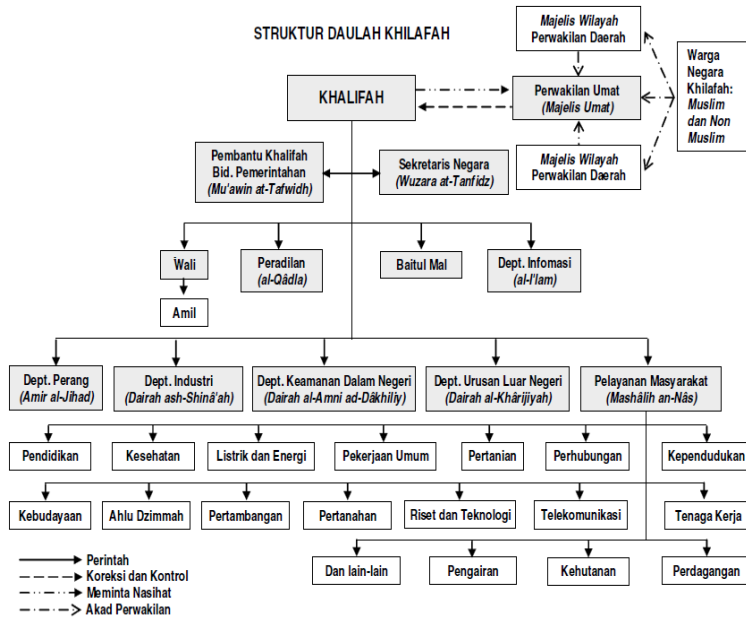 STRUKTUR DAULAH KHILAFAH
Majelis Wilayah
Perwakilan Daerah
Warga
Negara
Khilafah:
Muslim
dan Non
Muslim
KHALIFAH
Perwakilan Umat
(Majelis Umat)
Majelis Wilayah
Perwakilan Daerah
Pembantu Khalifah
Bid. Pemerintahan
(Mu'awin at-Tafwidh)
Sekretaris Negara
(Wuzara at-Tanfidz)
Wali
Peradilan
(al-Qâdla)
Baitul Mal
Dept. Infomasi
(al-I'lam)
Amil
Dept. Perang
(Amir al-Jihad)
Dept. Industri
(Dairah ash-Shinâ'ah)
Dept. Keamanan Dalam Negeri
(Dairah al-Amni ad-Dâkhiliy)
Dept. Urusan Luar Negeri
(Dairah al-Khârijiyah)
Pelayanan Masyarakat
(Mashâlih an-Nâs)
Pendidikan
Kesehatan
Listrik dan Energi
Pekerjaan Umum
Pertanian
Perhubungan
Kependudukan
Kebudayaan
Ahlu Dzimmah
Pertambangan
Pertanahan
Riset dan Teknologi
Telekomunikasi
Tenaga Kerja
Dan lain-lain
Pengairan
Kehutanan
Perdagangan
Perintah
Koreksi dan Kontrol
Meminta Nasihat
Akad Perwakilan